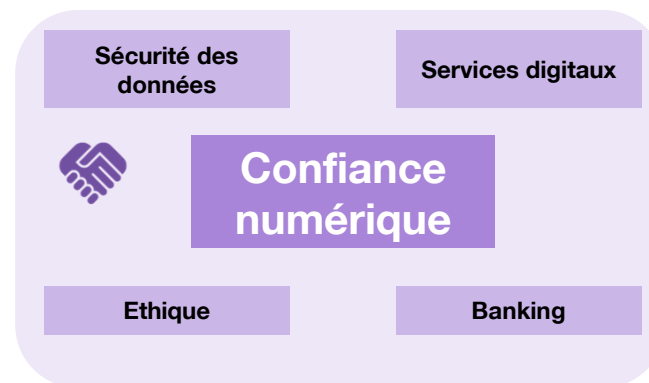 Sécurité des
données
Services digitaux
Confiance
numérique
Ethique
Banking